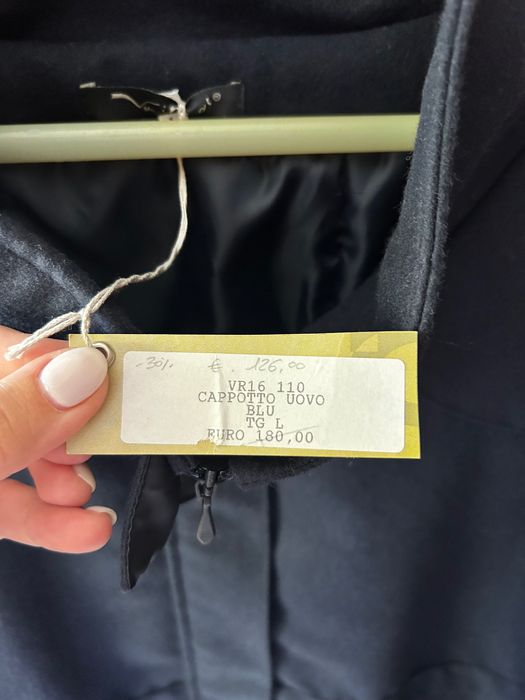 -30% €. 126,00
VR16 110
CAPPOTTO UOVO
BLU
TG L
EURO 180,00